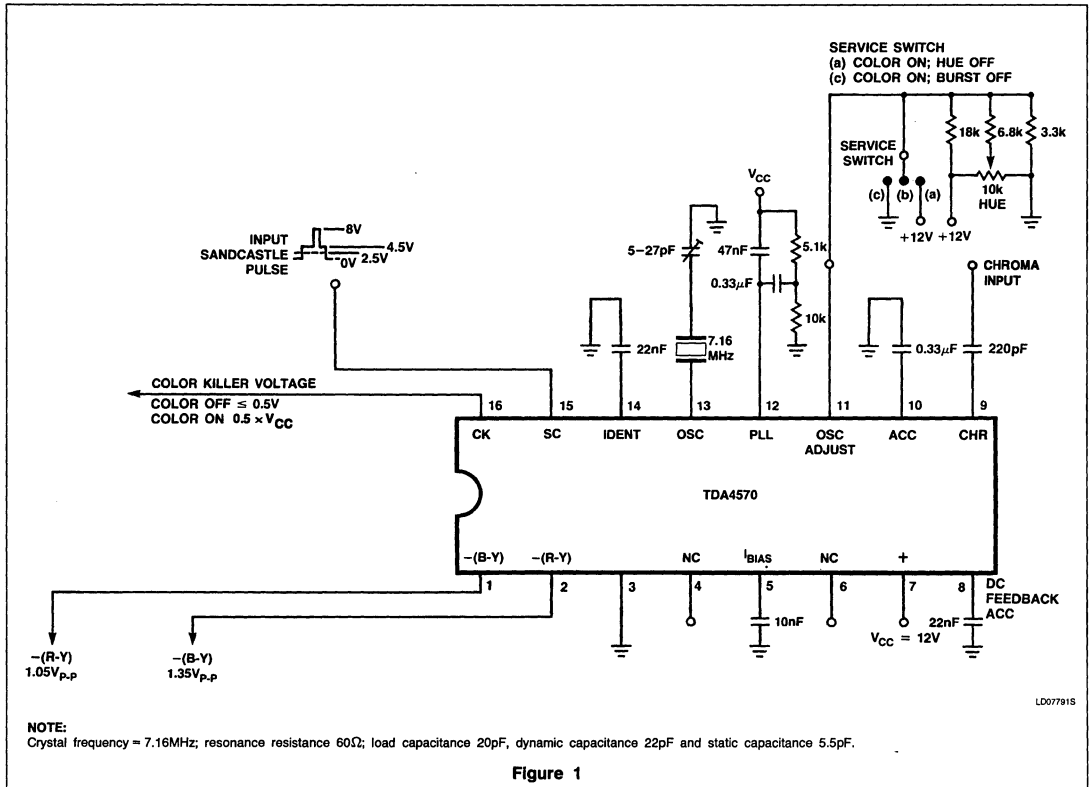 SERVICE SWITCH
(a) COLOR ON; HUE OFF
(c) COLOR ON; BURST OFF
18k
6.8k
3.3k
SERVICE
SWITCH
(c)
(b)
(a)
10k
HUE
+12V
+12V
VCC
INPUT
SANDCASTLE
PULSE
8V
4.5V
2.5V
0V
5–27pF
47nF
5.1k
0.33μF
10k
CHROMA
INPUT
22nF
7.16
MHz
0.33μF
220pF
COLOR KILLER VOLTAGE
COLOR OFF ≤ 0.5V
COLOR ON 0.5 × VCC
16
15
14
13
12
11
10
9
CK
SC
IDENT
OSC
PLL
OSC
ADJUST
ACC
CHR
TDA4570
–(B-Y)
–(R-Y)
NC
IBIAS
NC
+
1
2
3
4
5
6
7
8
DC
FEEDBACK
ACC
10nF
VCC = 12V
22nF
–(R-Y)
1.05VP-P
–(B-Y)
1.35VP-P
LD07791S
NOTE:
Crystal frequency = 7.16MHz; resonance resistance 60Ω; load capacitance 20pF, dynamic capacitance 22pF and static capacitance 5.5pF.
Figure 1